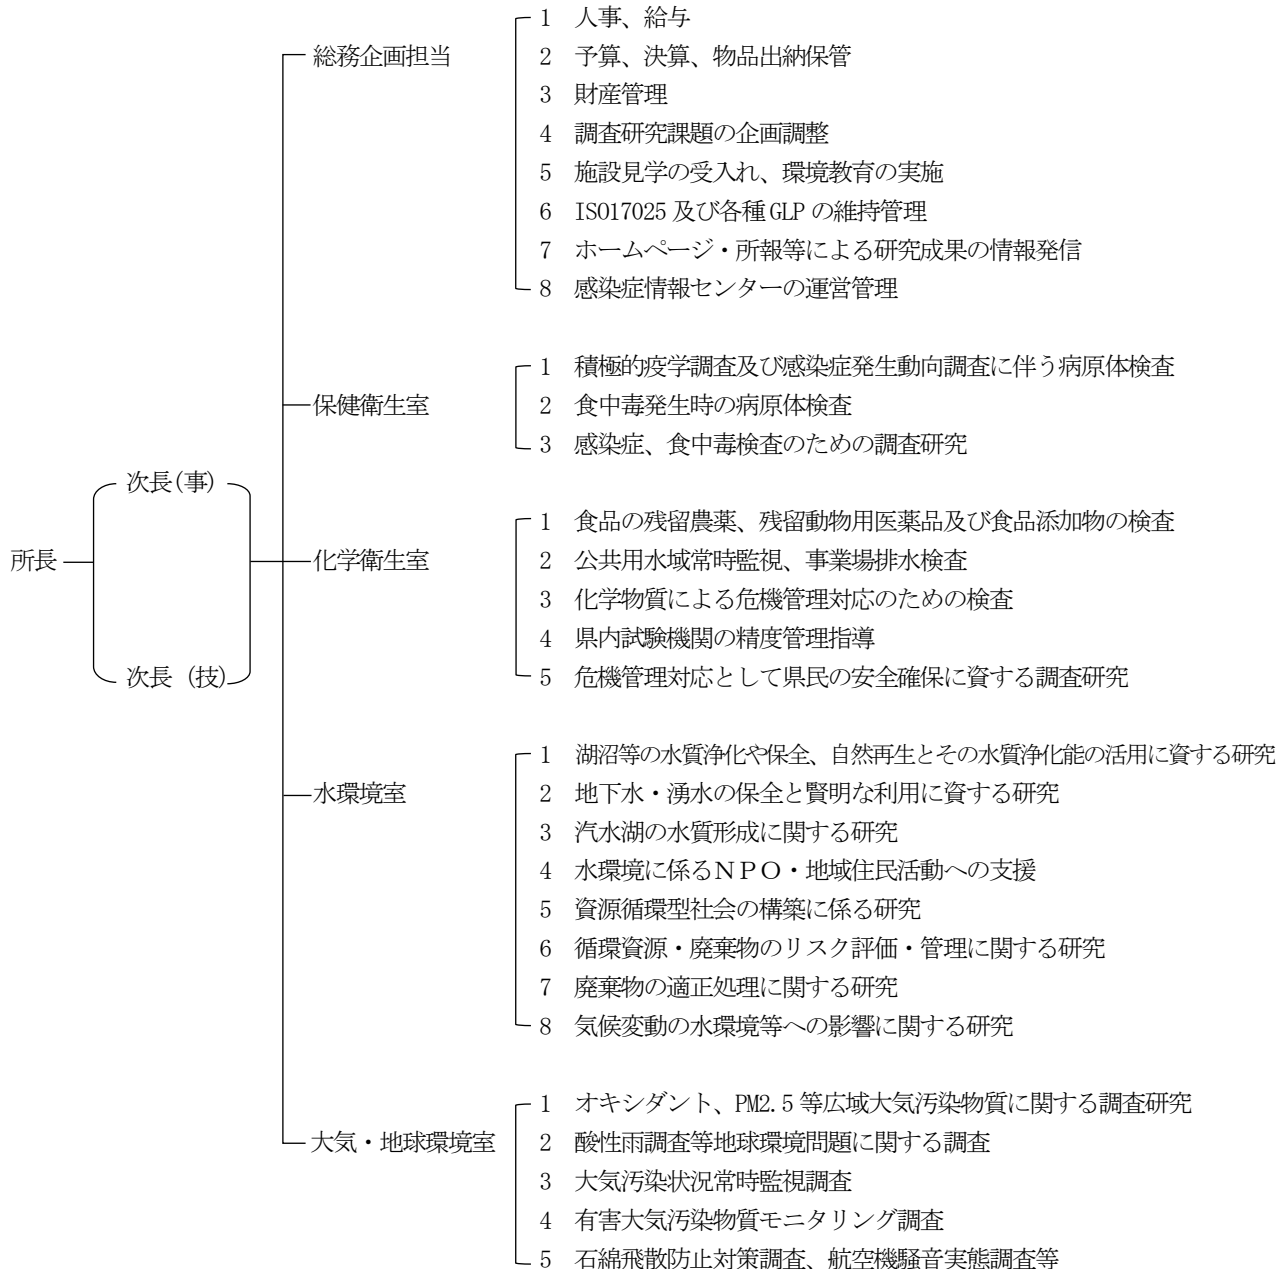 所長
次長(事)
次長 (技)
総務企画担当
1 人事、給与
2 予算、決算、物品出納保管
3 財産管理
4 調査研究課題の企画調整
5 施設見学の受入れ、環境教育の実施
6 ISO17025 及び各種 GLP の維持管理
7 ホームページ・所報等による研究成果の情報発信
8 感染症情報センターの運営管理
保健衛生室
1 積極的疫学調査及び感染症発生動向調査に伴う病原体検査
2 食中毒発生時の病原体検査
3 感染症、食中毒検査のための調査研究
化学衛生室
1 食品の残留農薬、残留動物用医薬品及び食品添加物の検査
2 公共用水域常時監視、事業場排水検査
3 化学物質による危機管理対応のための検査
4 県内試験機関の精度管理指導
5 危機管理対応として県民の安全確保に資する調査研究
水環境室
1 湖沼等の水質浄化や保全、自然再生とその水質浄化能の活用に資する研究
2 地下水・湧水の保全と賢明な利用に資する研究
3 汽水湖の水質形成に関する研究
4 水環境に係るＮＰＯ・地域住民活動への支援
5 資源循環型社会の構築に係る研究
6 循環資源・廃棄物のリスク評価・管理に関する研究
7 廃棄物の適正処理に関する研究
8 気候変動の水環境等への影響に関する研究
大気・地球環境室
1 オキシダント、PM2.5 等広域大気汚染物質に関する調査研究
2 酸性雨調査等地球環境問題に関する調査
3 大気汚染状況常時監視調査
4 有害大気汚染物質モニタリング調査
5 石綿飛散防止対策調査、航空機騒音実態調査等